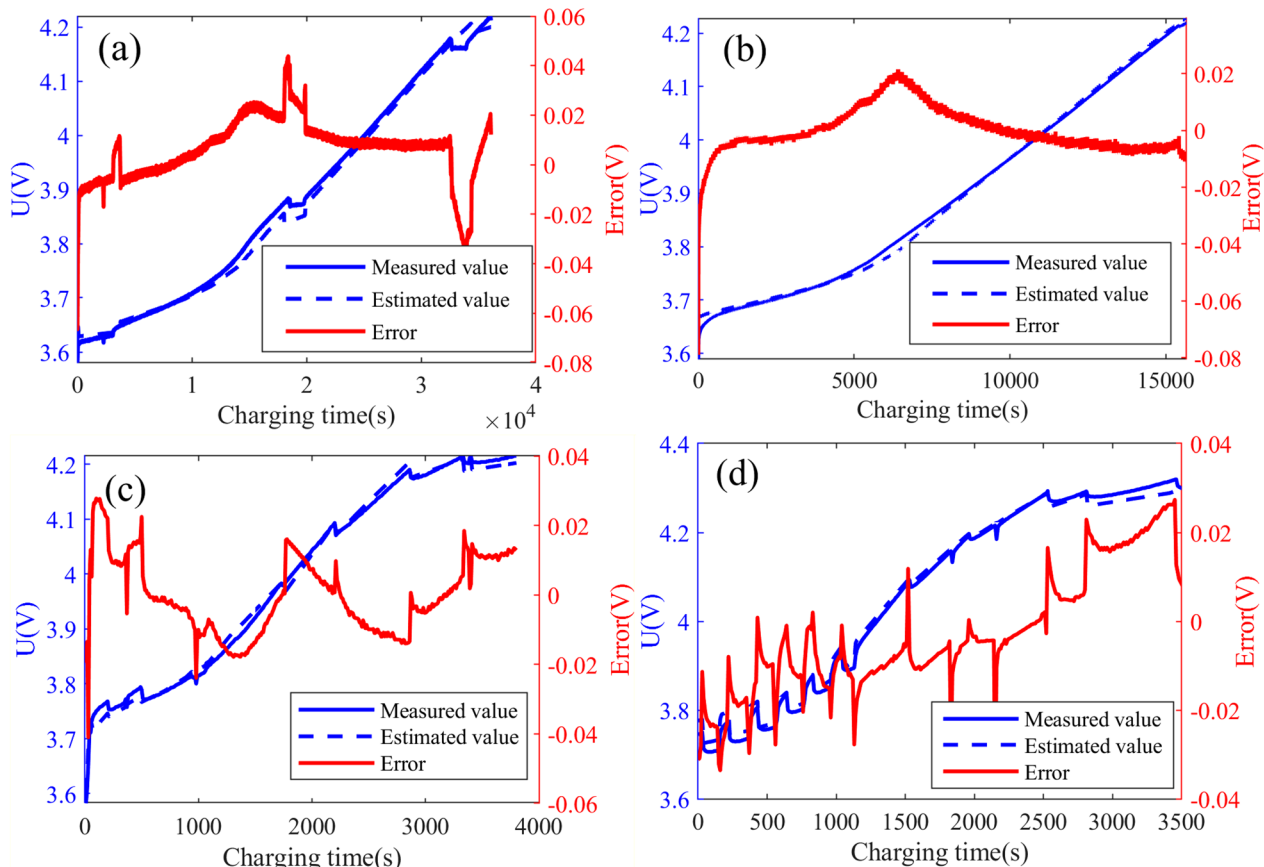 (a)
4.2
4.1
4
3.9
3.8
3.7
3.6
U(V)
0.06
0.04
0.02
0
-0.02
-0.04
-0.06
-0.08
Error(V)
Measured value
Estimated value
Error
0 1 2 3 4
Charging time(s)
×10⁴
(b)
4.2
4.1
4
3.9
3.8
3.7
3.6
U(V)
0.02
0
-0.02
-0.04
-0.06
-0.08
Error(V)
Measured value
Estimated value
Error
0 5000 10000 15000
Charging time(s)
(c)
4.2
4.1
4
3.9
3.8
3.7
3.6
U(V)
0.04
0.02
0
-0.02
-0.04
-0.06
Error(V)
Measured value
Estimated value
Error
0 1000 2000 3000 4000
Charging time(s)
(d)
4.4
4.2
4
3.8
3.6
U(V)
0.04
0.02
0
-0.02
-0.04
Error(V)
Measured value
Estimated value
Error
0 500 1000 1500 2000 2500 3000 3500
Charging time(s)